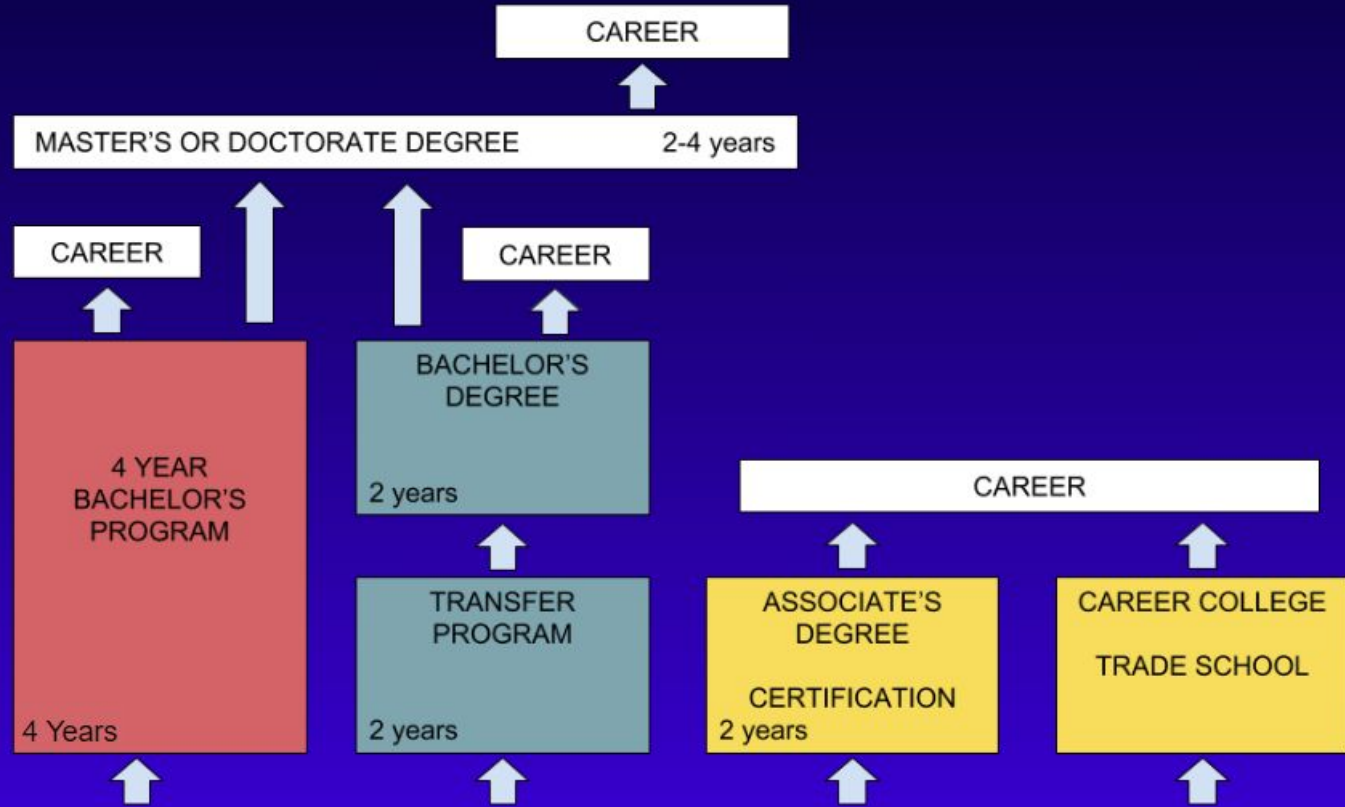 CAREER
MASTER'S OR DOCTORATE DEGREE 2-4 years
CAREER
CAREER
4 YEAR
BACHELOR'S
PROGRAM
4 Years
BACHELOR'S
DEGREE
2 years
TRANSFER
PROGRAM
2 years
CAREER
ASSOCIATE'S
DEGREE
CERTIFICATION
2 years
CAREER COLLEGE
TRADE SCHOOL